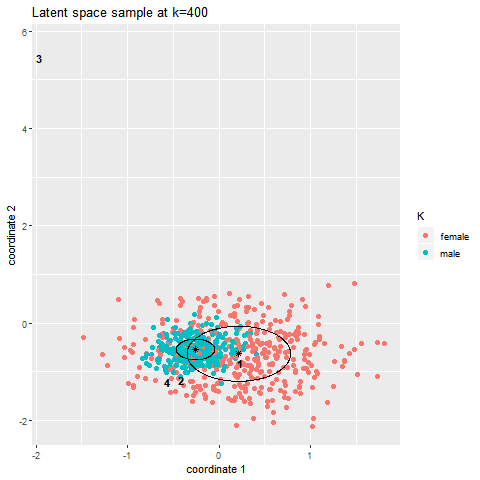 Latent space sample at k=400
6
3
4
2
0
-2
1
4 2
-2
-1
0
1
coordinate 1
coordinate 2
K
female
male